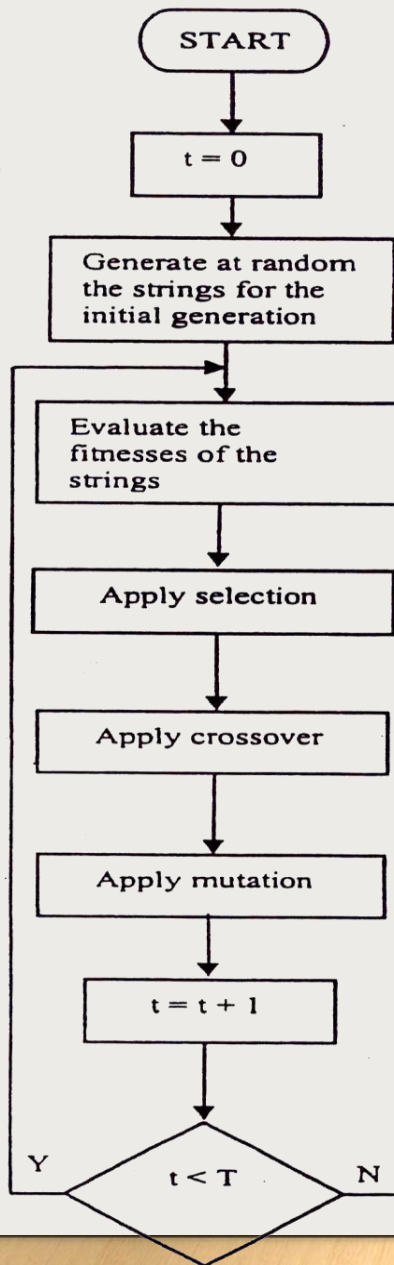 START
t = 0
Generate at random
the strings for the
initial generation
Evaluate the
fitnesses of the
strings
Apply selection
Apply crossover
Apply mutation
t = t + 1
Y
t < T
N